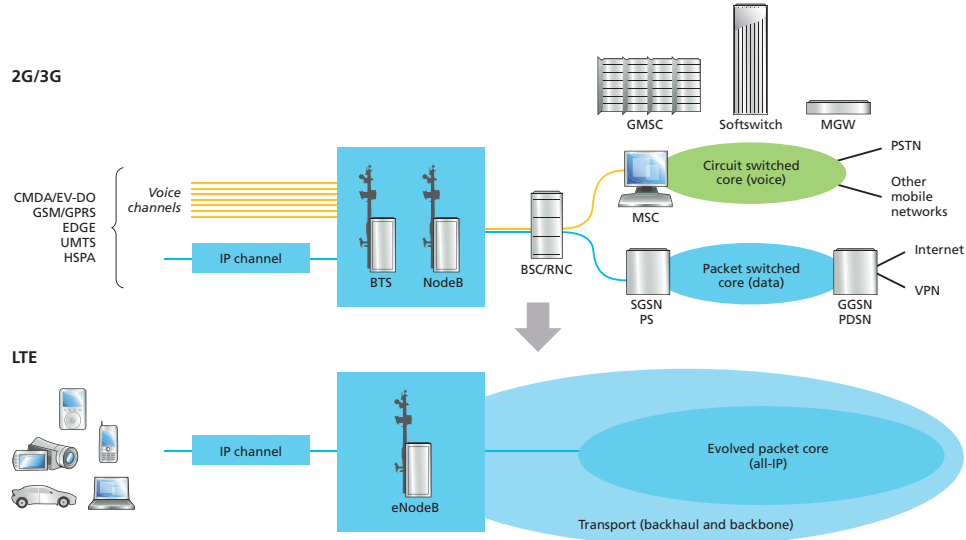 2G/3G
GMSC
Softswitch
MGW
CMDA/EV-DO
GSM/GPRS
EDGE
UMTS
HSPA
Voice
channels
IP channel
BTS
NodeB
BSC/RNC
MSC
Circuit switched
core (voice)
PSTN
Other
mobile
networks
SGSN
PS
Packet switched
core (data)
GGSN
PDSN
Internet
VPN
LTE
IP channel
eNodeB
Evolved packet core
(all-IP)
Transport (backhaul and backbone)